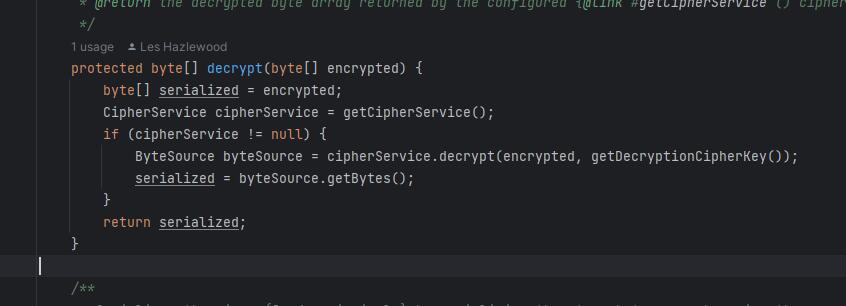 * @return the decrypted byte array returned by the configured {@link #getCipherService () cipher
*/
1 usage Les Hazlewood
protected byte[] decrypt(byte[] encrypted) {
byte[] serialized = encrypted;
CipherService cipherService = getCipherService();
if (cipherService != null) {
ByteSource byteSource = cipherService.decrypt(encrypted, getDecryptionCipherKey());
serialized = byteSource.getBytes();
}
return serialized;
}
/**